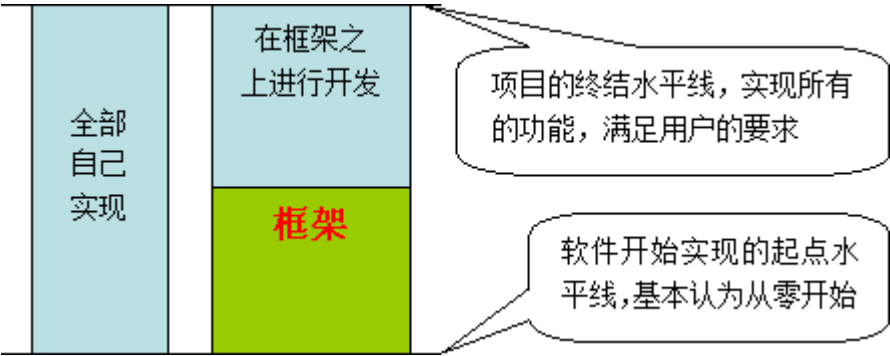 全部
自己
实现
在框架之
上进行开发
框架
项目的终结水平线，实现所有
的功能，满足用户的要求
软件开始实现的起点水
平线，基本认为从零开始